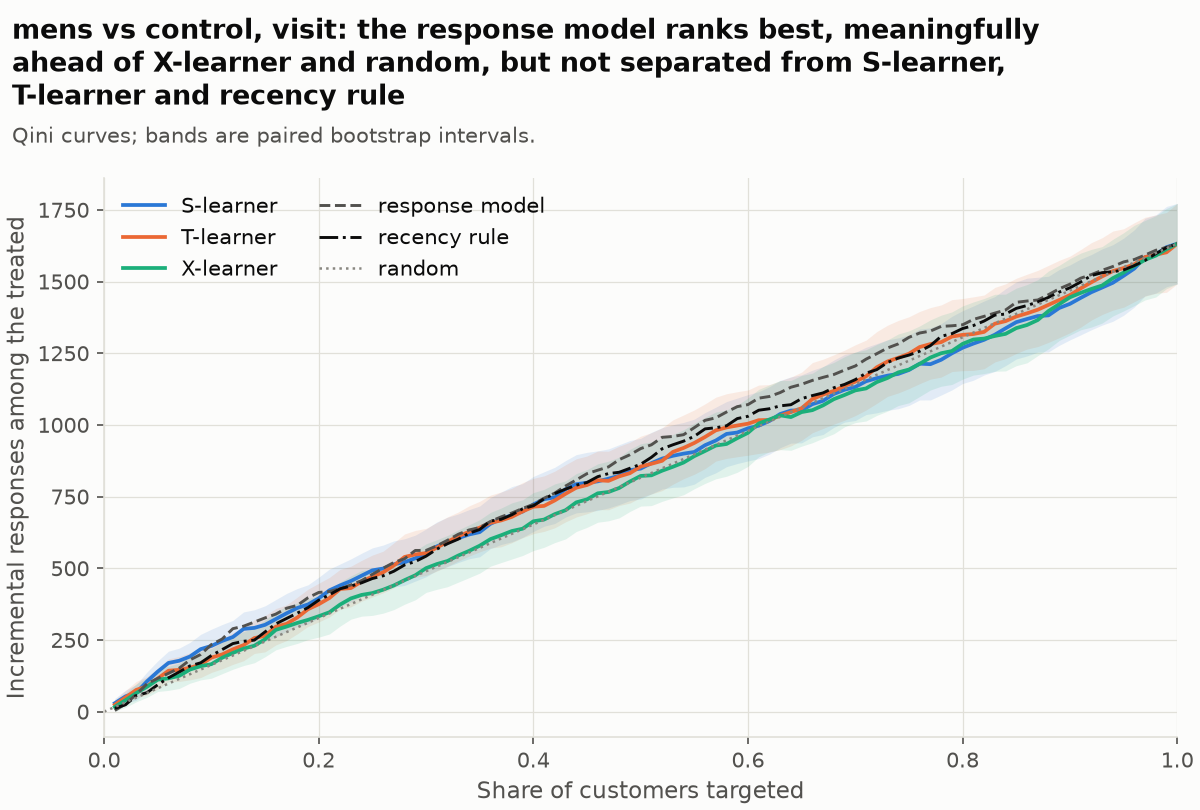 mens vs control, visit: the response model ranks best, meaningfully
ahead of X-learner and random, but not separated from S-learner,
T-learner and recency rule
Qini curves; bands are paired bootstrap intervals.
S-learner
T-learner
X-learner
response model
recency rule
random
Incremental responses among the treated
1750
1500
1250
1000
750
500
250
0
0.0
0.2
0.4
0.6
0.8
1.0
Share of customers targeted